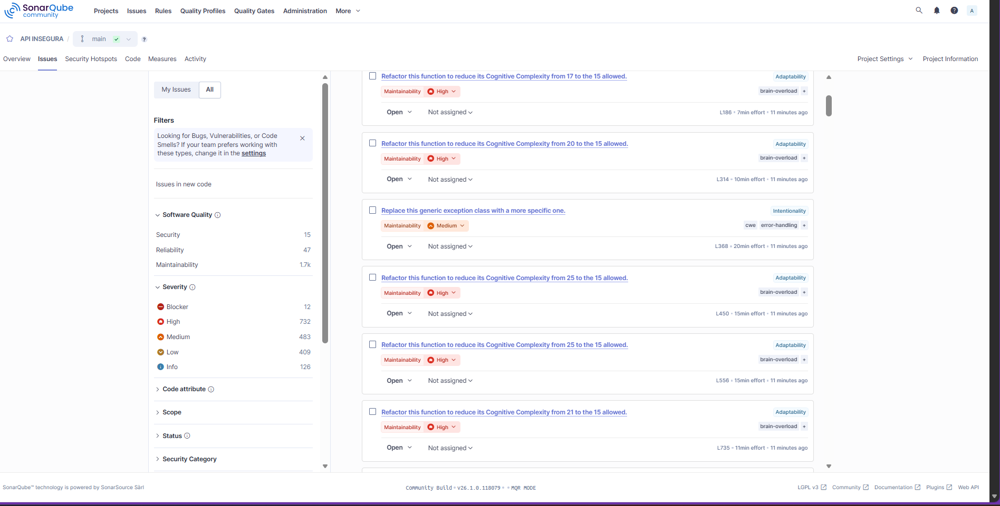 SonarQube
community
Projects Issues Rules Quality Profiles Quality Gates Administration More
? A
API INSEGURA / main ?
Overview Issues Security Hotspots Code Measures Activity Project Settings Project Information
My Issues All
Filters
Looking for Bugs, Vulnerabilities, or Code
Smells? If your team prefers working with
these types, change it in the settings
Issues in new code
Software Quality
Security 15
Reliability 47
Maintainability 1.7k
Severity
Blocker 12
High 732
Medium 483
Low 409
Info 126
Code attribute
Scope
Status
Security Category
Refactor this function to reduce its Cognitive Complexity from 17 to the 15 allowed. Adaptability
Maintainability High brain-overload +
Open Not assigned L186 • 7min effort • 11 minutes ago
Refactor this function to reduce its Cognitive Complexity from 20 to the 15 allowed. Adaptability
Maintainability High brain-overload +
Open Not assigned L314 • 10min effort • 11 minutes ago
Replace this generic exception class with a more specific one. Intentionality
Maintainability Medium cwe error-handling +
Open Not assigned L368 • 20min effort • 11 minutes ago
Refactor this function to reduce its Cognitive Complexity from 25 to the 15 allowed. Adaptability
Maintainability High brain-overload +
Open Not assigned L450 • 15min effort • 11 minutes ago
Refactor this function to reduce its Cognitive Complexity from 25 to the 15 allowed. Adaptability
Maintainability High brain-overload +
Open Not assigned L556 • 15min effort • 11 minutes ago
Refactor this function to reduce its Cognitive Complexity from 21 to the 15 allowed. Adaptability
Maintainability High brain-overload +
Open Not assigned L735 • 11min effort • 11 minutes ago
SonarQube™ technology is powered by SonarSource Sàrl Community Build • v26.1.0.118079 • • MQR MODE LGPL v3 Community Documentation Plugins Web API